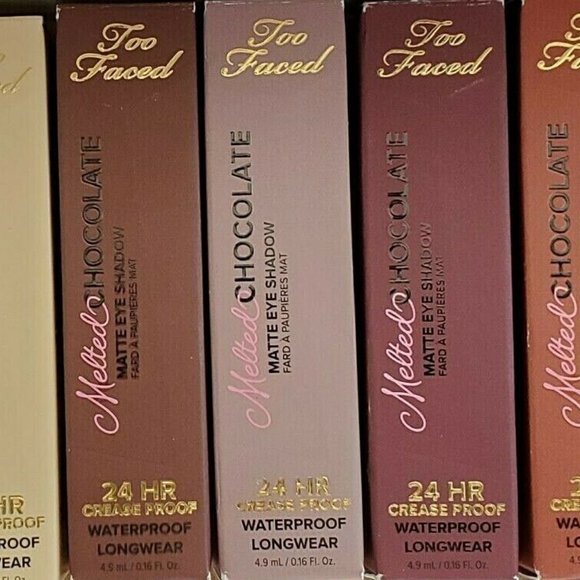 Too
Faced
Melted CHOCOLATE
MATTE EYE SHADOW
FARD À PAUPIÈRES MAT
24 HR
CREASE PROOF
WATERPROOF
LONGWEAR
4.9 mL / 0.16 Fl. Oz.
Too
Faced
Melted CHOCOLATE
MATTE EYE SHADOW
FARD À PAUPIÈRES MAT
24 HR
CREASE PROOF
WATERPROOF
LONGWEAR
4.9 mL / 0.16 Fl. Oz.
Too
Faced
Melted CHOCOLATE
MATTE EYE SHADOW
FARD À PAUPIÈRES MAT
24 HR
CREASE PROOF
WATERPROOF
LONGWEAR
4.9 mL / 0.16 Fl. Oz.
Melted CHOCOLATE